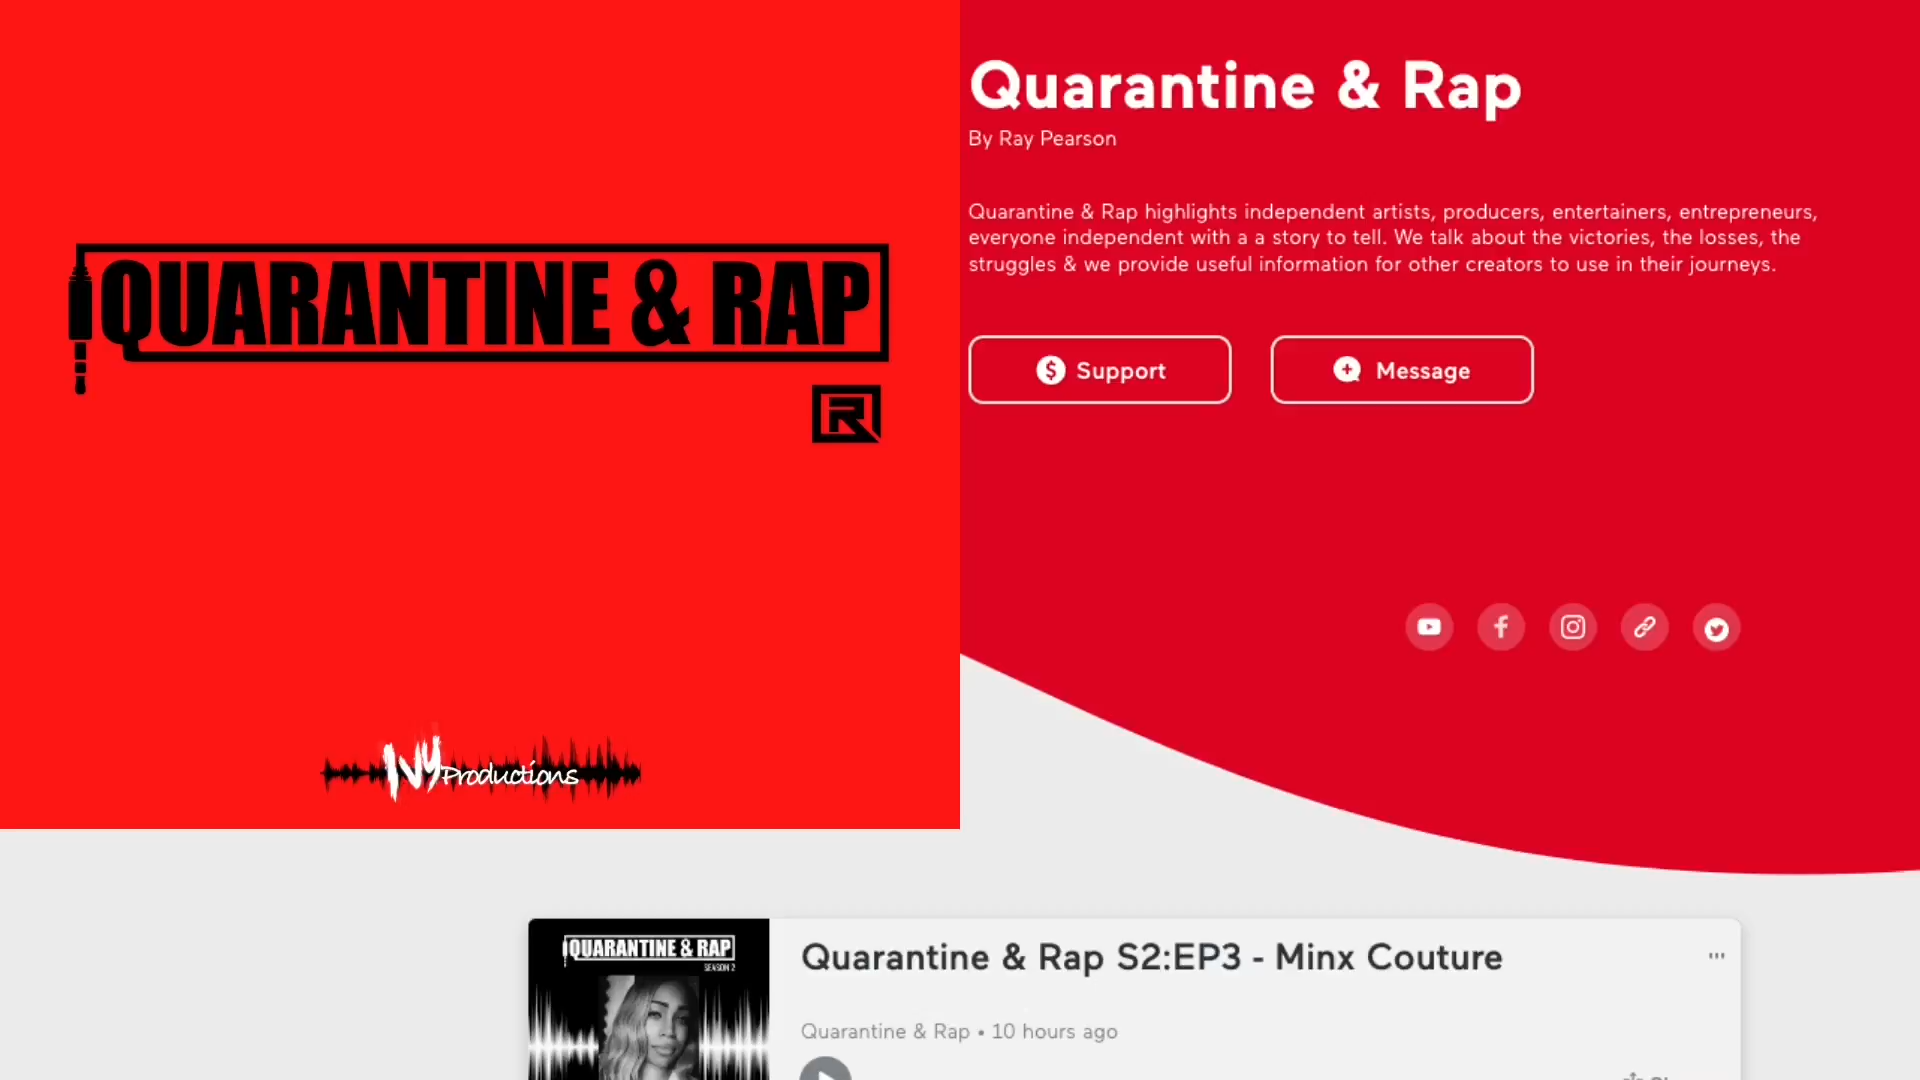 QUARANTINE & RAP
R
Ivy Productions
Quarantine & Rap
By Ray Pearson
Quarantine & Rap highlights independent artists, producers, entertainers, entrepreneurs,
everyone independent with a a story to tell. We talk about the victories, the losses, the
struggles & we provide useful information for other creators to use in their journeys.
Support
Message
QUARANTINE & RAP
SEASON 2
Quarantine & Rap S2:EP3 - Minx Couture
Quarantine & Rap • 10 hours ago